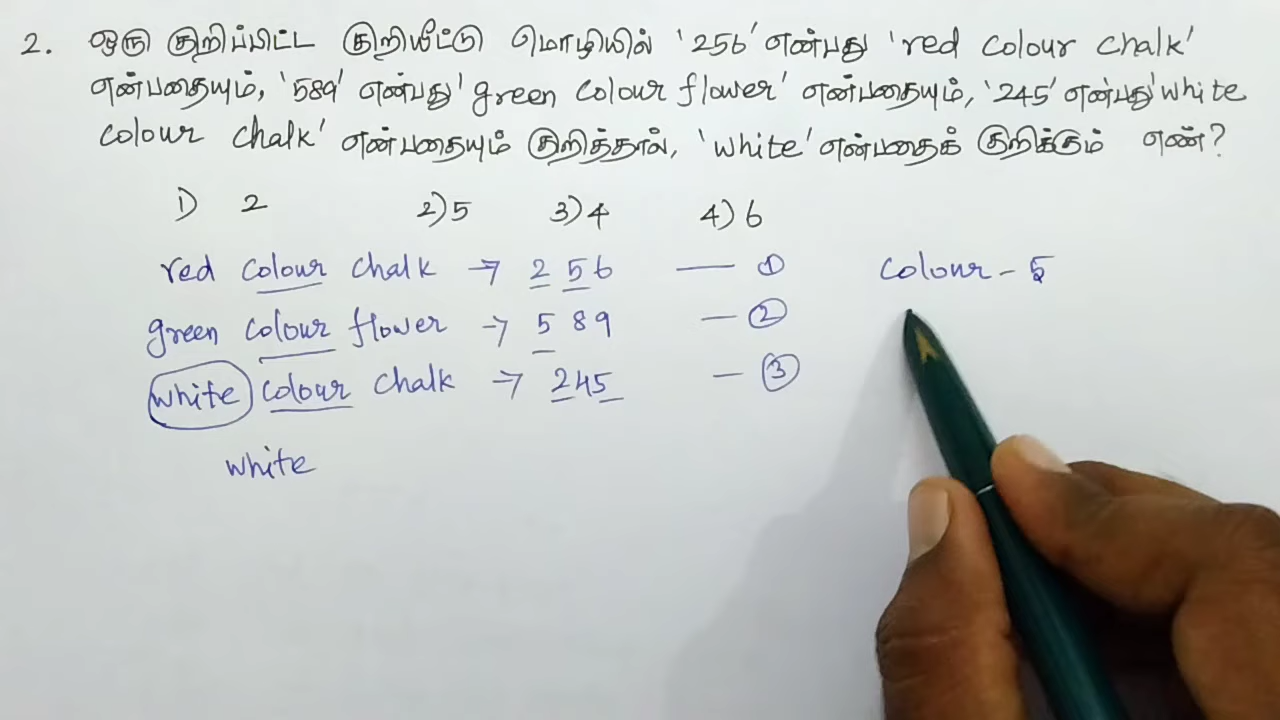 2. ஒரு குறிப்பிட்ட குறியீட்டு மொழியில் '256' என்பது 'red colour chalk'
என்பதையும், '589' என்பது 'green colour flower' என்பதையும், '245' என்பது 'white
colour chalk' என்பதையும் குறித்தால், 'white' என்பதைக் குறிக்கும் எண்?
1) 2 2) 5 3) 4 4) 6
red colour chalk → 256 — ① colour - 5
green colour flower → 589 — ②
white colour chalk → 245 — ③
white